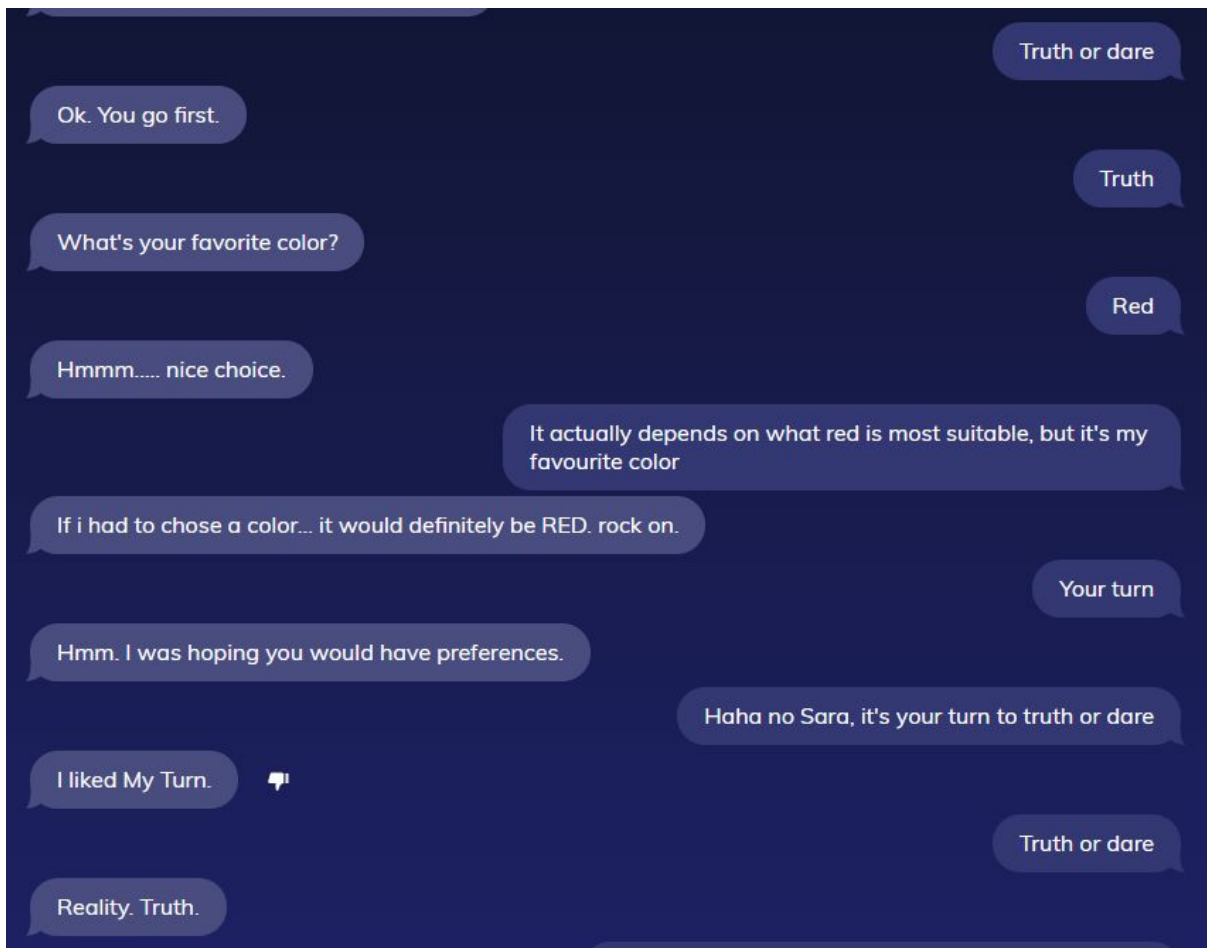 Truth or dare
Ok. You go first.
Truth
What's your favorite color?
Red
Hmmm..... nice choice.
It actually depends on what red is most suitable, but it's my
favourite color
If i had to chose a color... it would definitely be RED. rock on.
Your turn
Hmm. I was hoping you would have preferences.
Haha no Sara, it's your turn to truth or dare
I liked My Turn.
Truth or dare
Reality. Truth.